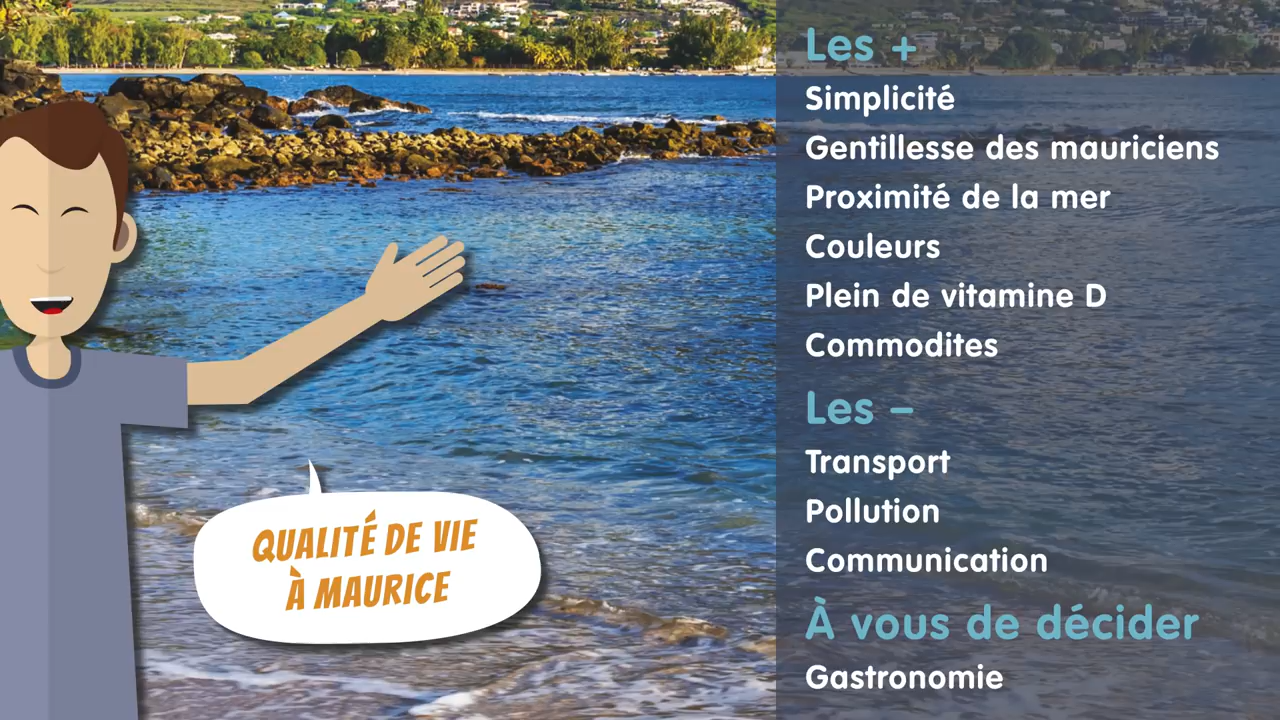 QUALITÉ DE VIE
À MAURICE
Les +
Simplicité
Gentillesse des mauriciens
Proximité de la mer
Couleurs
Plein de vitamine D
Commodites
Les –
Transport
Pollution
Communication
À vous de décider
Gastronomie